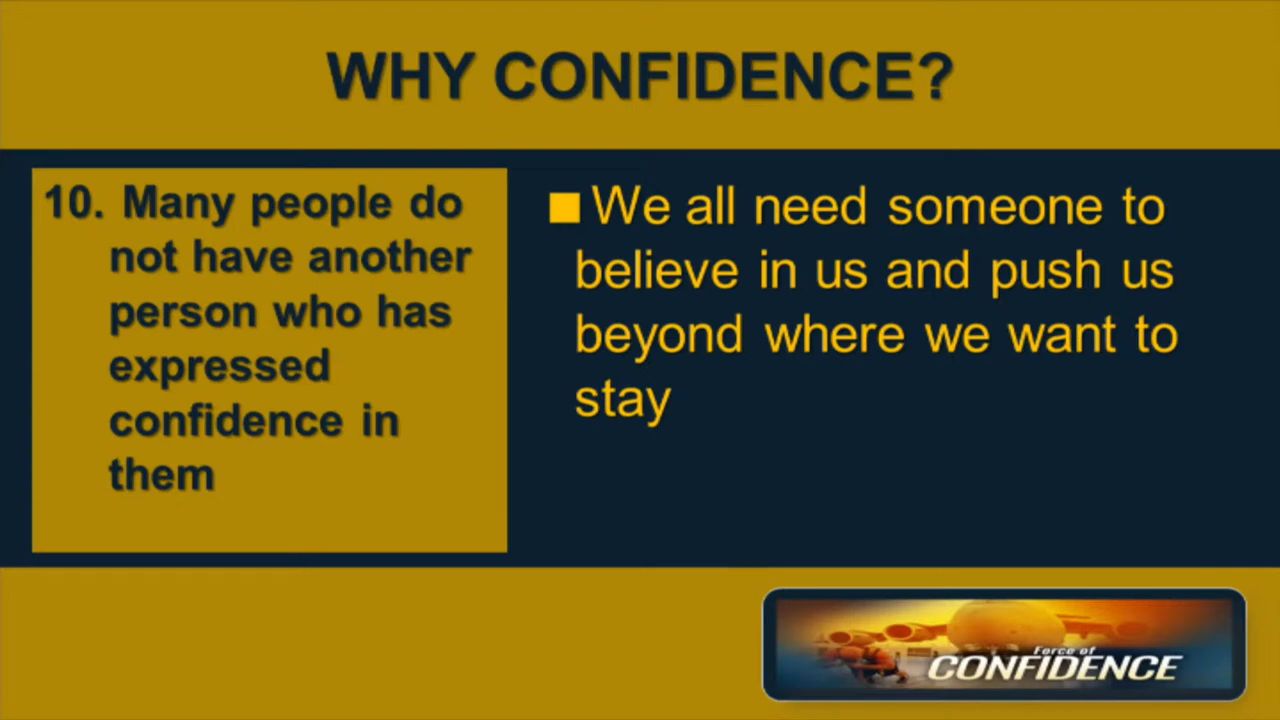 WHY CONFIDENCE?
10. Many people do
not have another
person who has
expressed
confidence in
them
We all need someone to
believe in us and push us
beyond where we want to
stay
Force of
CONFIDENCE